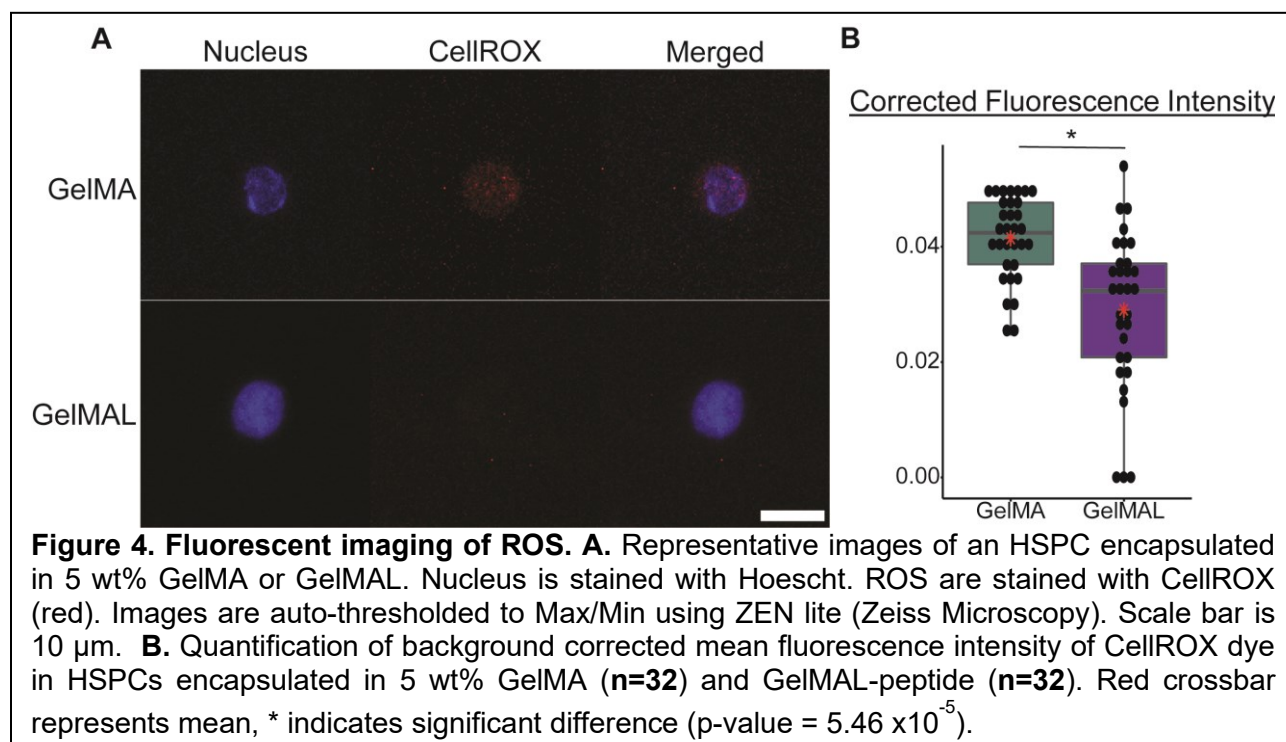 A
Nucleus CellROX Merged
GelMA
GelMAL
B
Corrected Fluorescence Intensity
*
0.04
0.02
0.00
GelMA GelMAL
Figure 4. Fluorescent imaging of ROS. A. Representative images of an HSPC encapsulated
in 5 wt% GelMA or GelMAL. Nucleus is stained with Hoescht. ROS are stained with CellROX
(red). Images are auto-thresholded to Max/Min using ZEN lite (Zeiss Microscopy). Scale bar is
10 µm. B. Quantification of background corrected mean fluorescence intensity of CellROX dye
in HSPCs encapsulated in 5 wt% GelMA (n=32) and GelMAL-peptide (n=32). Red crossbar
represents mean, * indicates significant difference (p-value = 5.46 x10⁻⁵).